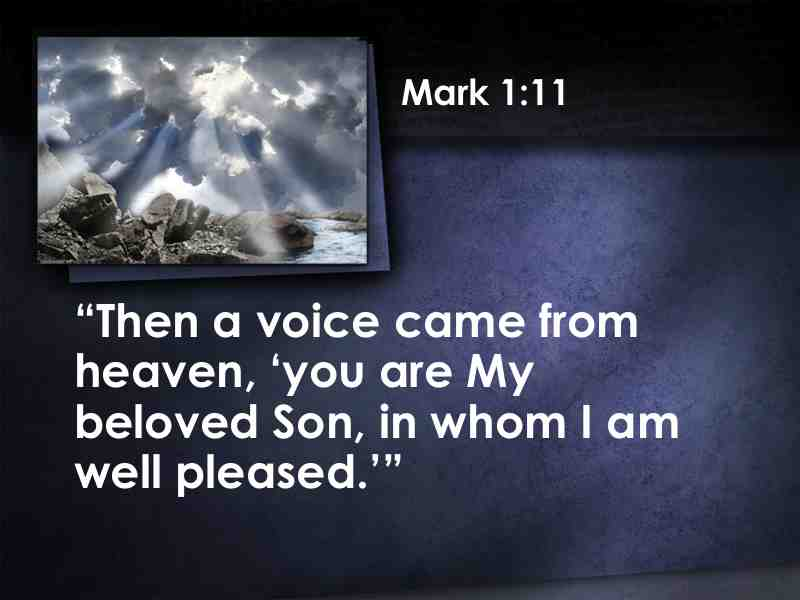 Mark 1:11
“Then a voice came from
heaven, ‘you are My
beloved Son, in whom I am
well pleased.’”